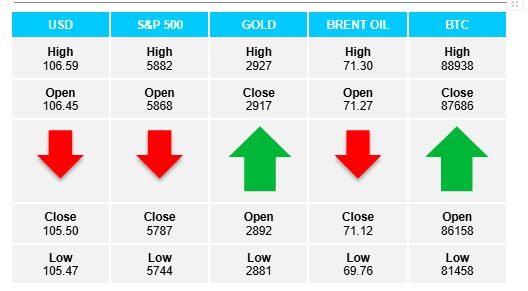 USD S&P 500 GOLD BRENT OIL BTC
High High High High High
106.59 5882 2927 71.30 88938
Open Open Close Open Close
106.45 5868 2917 71.27 87686
Close Close Open Close Open
105.50 5787 2892 71.12 86158
Low Low Low Low Low
105.47 5744 2881 69.76 81458